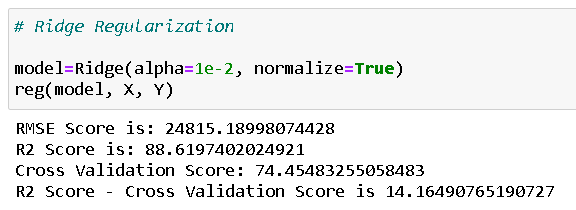 # Ridge Regularization
model=Ridge(alpha=1e-2, normalize=True)
reg(model, X, Y)
RMSE Score is: 24815.18998074428
R2 Score is: 88.6197402024921
Cross Validation Score: 74.45483255058483
R2 Score - Cross Validation Score is 14.16490765190727